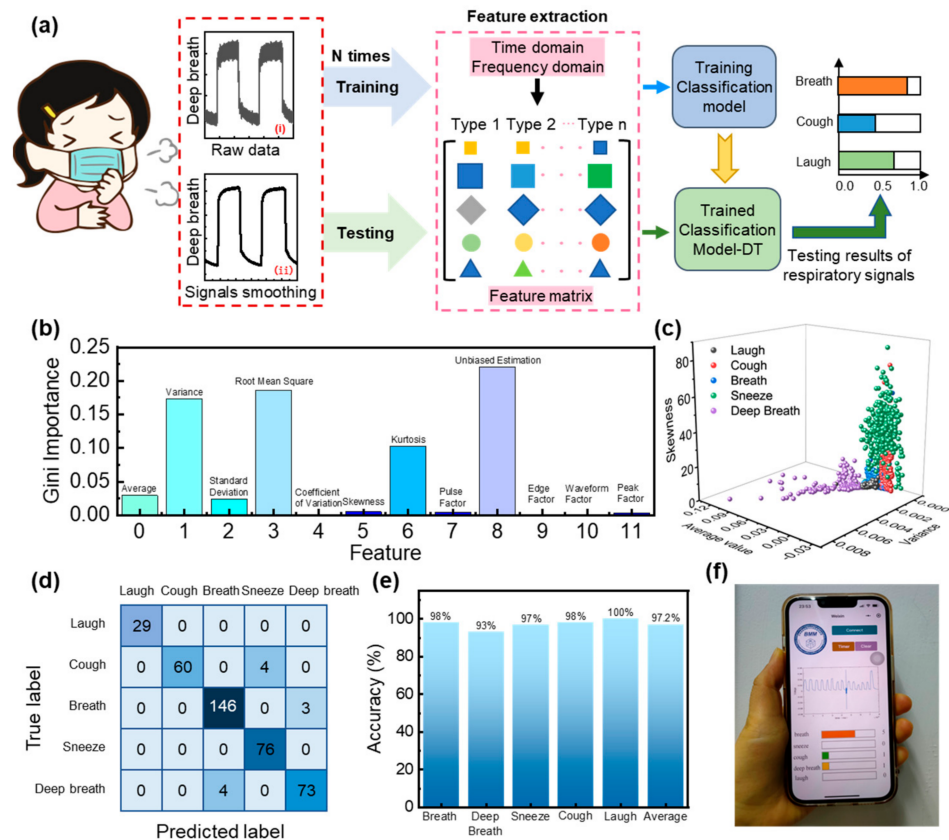 (a)
Deep breath
(i)
Raw data
Deep breath
(ii)
Signals smoothing
N times
Training
Testing
Feature extraction
Time domain
Frequency domain
Type 1 Type 2 ··· Type n
Feature matrix
Training
Classification
model
Trained
Classification
Model-DT
Breath
Cough
Laugh
0.0 0.5 1.0
Testing results of
respiratory signals
(b)
Gini Importance
0.25
0.20
0.15
0.10
0.05
0.00
Average
Variance
Standard
Deviation
Root Mean Square
Coefficient
of Variation
Skewness
Kurtosis
Pulse
Factor
Unbiased Estimation
Edge
Factor
Waveform
Factor
Peak
Factor
0 1 2 3 4 5 6 7 8 9 10 11
Feature
(c)
Laugh
Cough
Breath
Sneeze
Deep Breath
Skewness
80
60
40
20
0
0.12
0.09
0.06
0.03
0.00
-0.03
Average value
-0.000
-0.002
-0.004
-0.006
-0.008
Variance
(d)
Laugh Cough Breath Sneeze Deep breath
True label
Laugh 29 0 0 0 0
Cough 0 60 0 4 0
Breath 0 0 146 0 3
Sneeze 0 0 0 76 0
Deep breath 0 0 4 0 73
Predicted label
(e)
Accuracy (%)
100
80
60
40
20
0
98% 93% 97% 98% 100% 97.2%
Breath Deep Breath Sneeze Cough Laugh Average
(f)
BMM
Connect
Timer Clear
breath
cough
deep breath
laugh